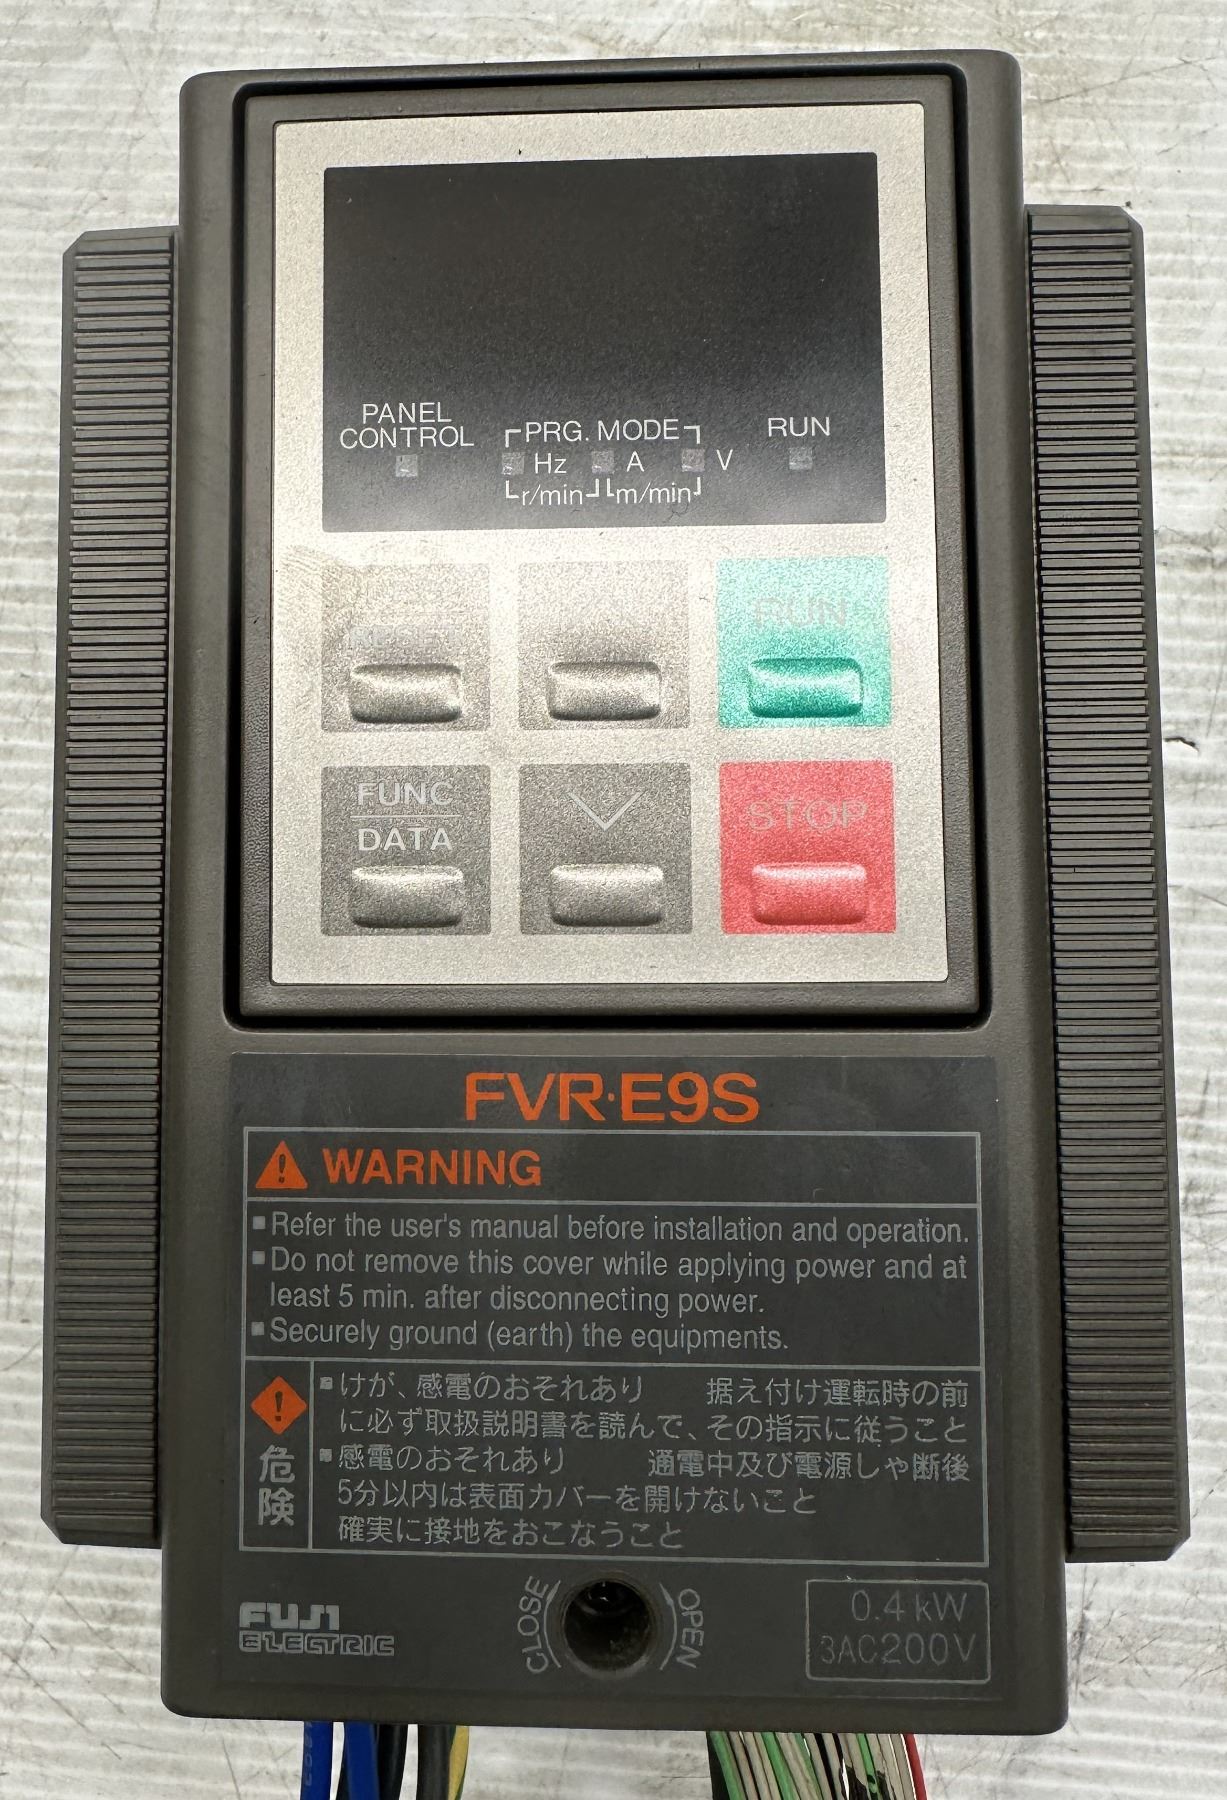 PANEL
CONTROL
PRG. MODE
RUN
Hz A V
r/min m/min
RESET
RUN
FUNC
DATA
STOP
FVR·E9S
WARNING
Refer the user's manual before installation and operation.
Do not remove this cover while applying power and at
least 5 min. after disconnecting power.
Securely ground (earth) the equipments.
危険
けが、感電のおそれあり 据え付け運転時の前
に必ず取扱説明書を読んで、その指示に従うこと
感電のおそれあり 通電中及び電源しゃ断後
5分以内は表面カバーを開けないこと
確実に接地をおこなうこと
FUJI
ELECTRIC
CLOSE
OPEN
0.4kW
3AC200V